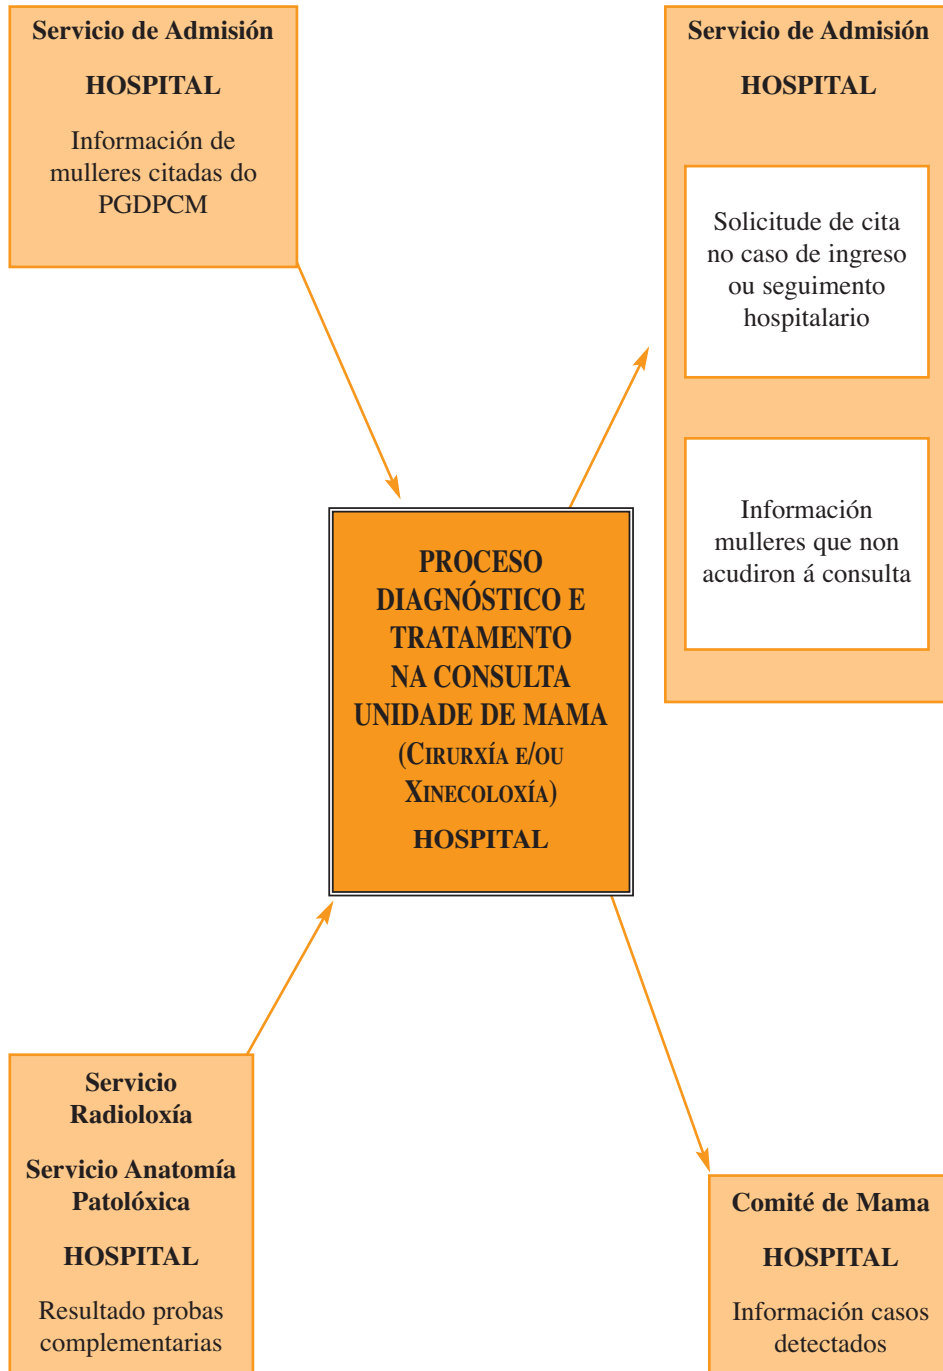 Servicio de Admisión
HOSPITAL
Información de
mulleres citadas do
PGDPCM
Servicio de Admisión
HOSPITAL
Solicitude de cita
no caso de ingreso
ou seguimento
hospitalario
Información
mulleres que non
acudiron á consulta
PROCESO
DIAGNÓSTICO E
TRATAMENTO
NA CONSULTA
UNIDADE DE MAMA
(CIRURXÍA E/OU
XINECOLOXÍA)
HOSPITAL
Servicio
Radioloxía
Servicio Anatomía
Patolóxica
HOSPITAL
Resultado probas
complementarias
Comité de Mama
HOSPITAL
Información casos
detectados